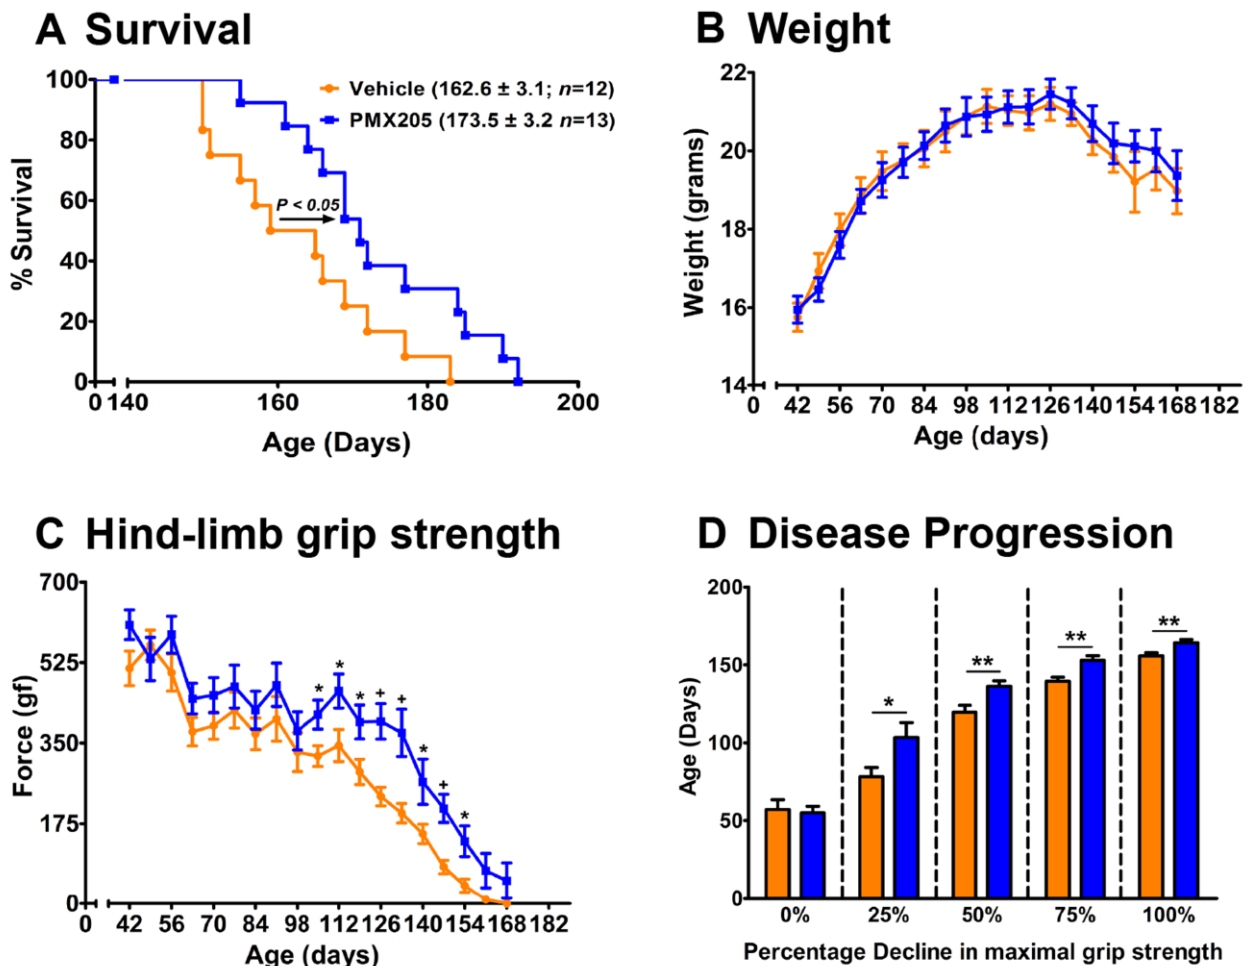 A Survival
100
80
60
40
20
0
% Survival
Vehicle (162.6 ± 3.1; n=12)
PMX205 (173.5 ± 3.2 n=13)
P < 0.05
0 140 160 180 200
Age (Days)
B Weight
22
20
18
16
14
Weight (grams)
0 42 56 70 84 98 112 126 140 154 168 182
Age (days)
C Hind-limb grip strength
700
525
350
175
0
Force (gf)
* * * + + * + *
0 42 56 70 84 98 112 126 140 154 168 182
Age (days)
D Disease Progression
200
150
100
50
0
Age (Days)
* ** ** **
0% 25% 50% 75% 100%
Percentage Decline in maximal grip strength